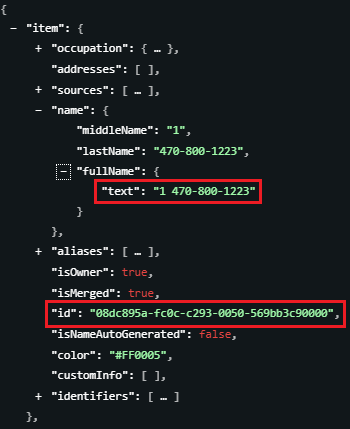 {
− "item": {
+ "occupation": { … },
"addresses": [ ],
+ "sources": [ … ],
− "name": {
"middleName": "1",
"lastName": "470-800-1223",
− "fullName": {
"text": "1 470-800-1223"
}
},
+ "aliases": [ … ],
"isOwner": true,
"isMerged": true,
"id": "08dc895a-fc0c-c293-0050-569bb3c90000",
"isNameAutoGenerated": false,
"color": "#FF0005",
"customInfo": [ ],
+ "identifiers": [ … ]
},